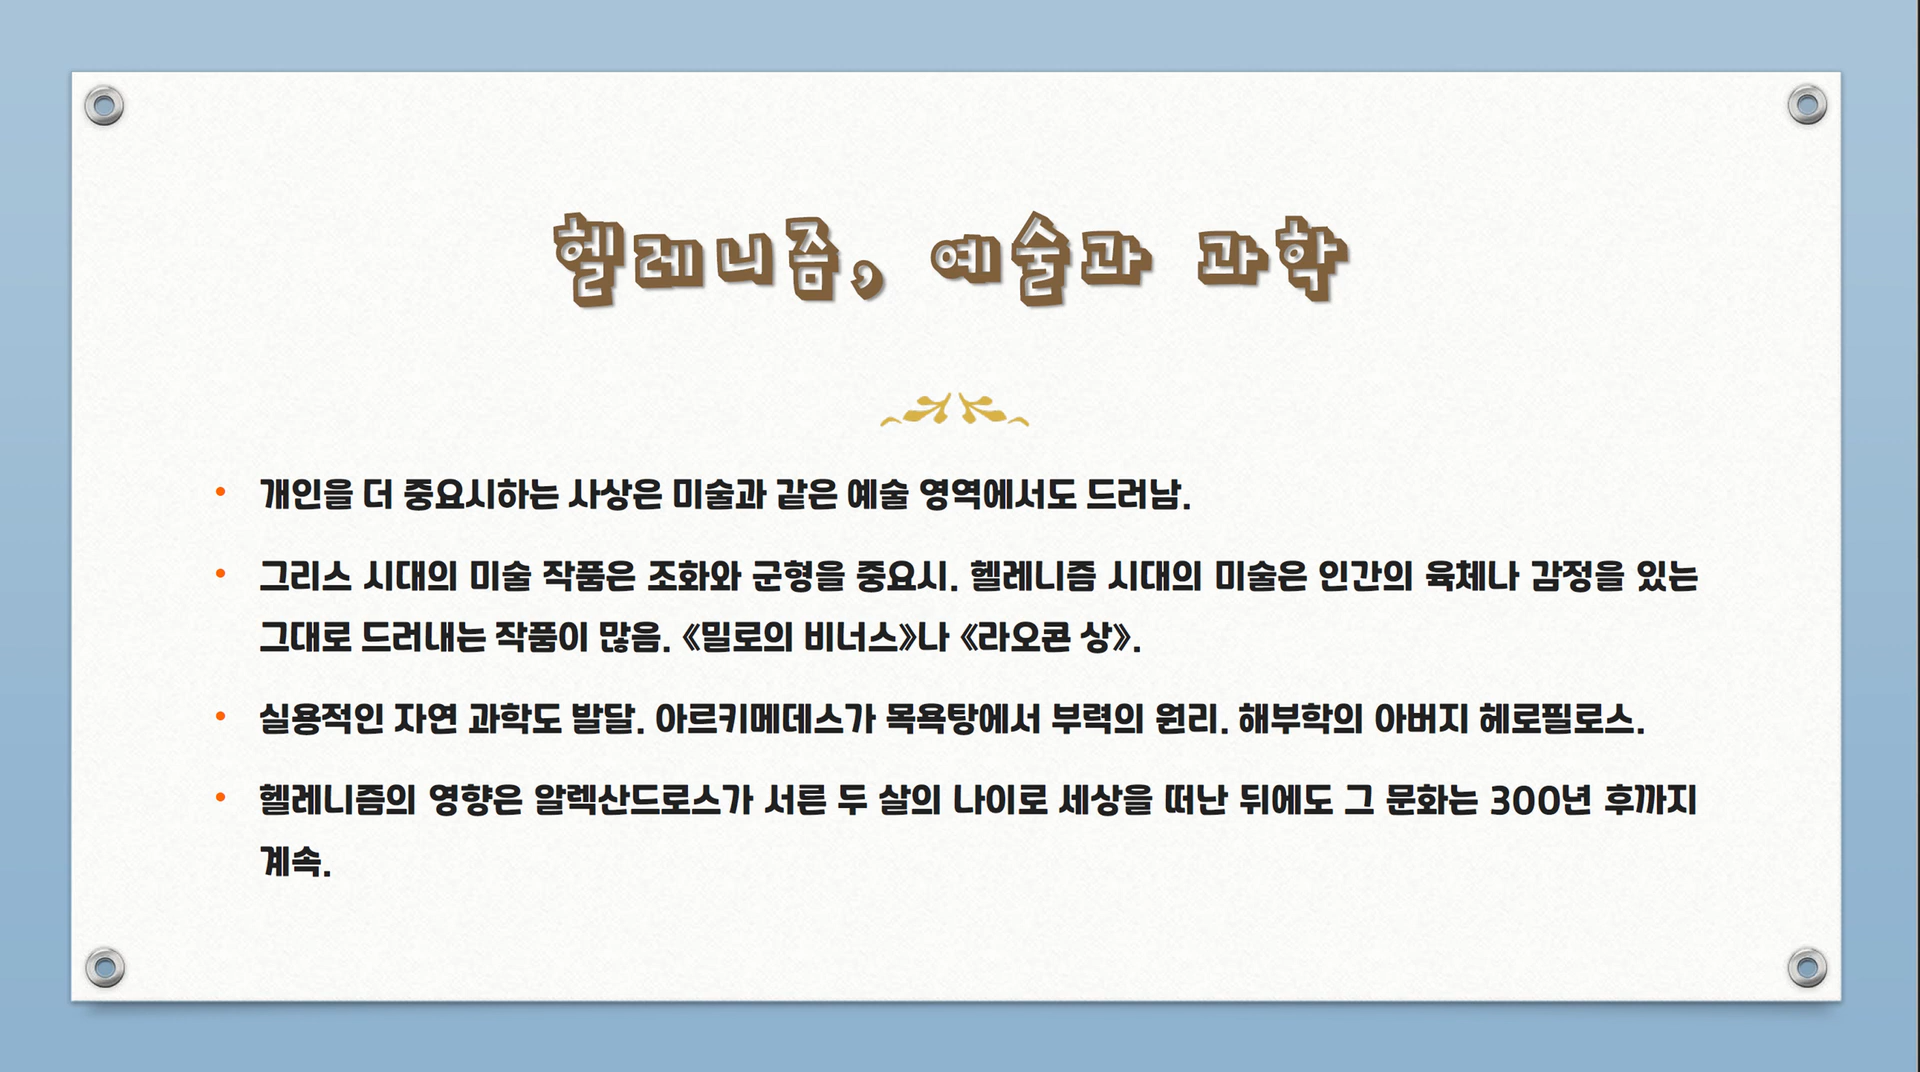 헬레니즘, 예술과 과학
• 개인을 더 중요시하는 사상은 미술과 같은 예술 영역에서도 드러남.
• 그리스 시대의 미술 작품은 조화와 균형을 중요시. 헬레니즘 시대의 미술은 인간의 육체나 감정을 있는
그대로 드러내는 작품이 많음. 《밀로의 비너스》나 《라오콘 상》.
• 실용적인 자연 과학도 발달. 아르키메데스가 목욕탕에서 부력의 원리. 해부학의 아버지 헤로필로스.
• 헬레니즘의 영향은 알렉산드로스가 서른 두 살의 나이로 세상을 떠난 뒤에도 그 문화는 300년 후까지
계속.